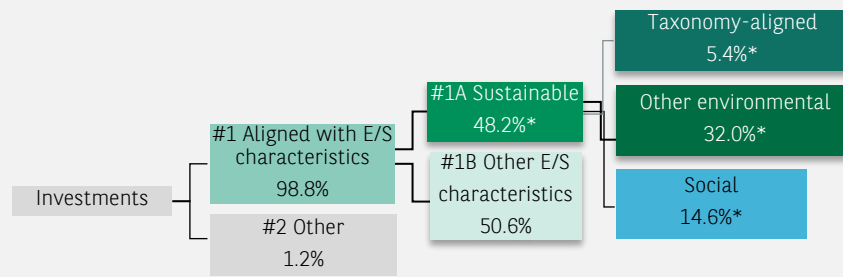 Investments
#1 Aligned with E/S
characteristics
98.8%
#2 Other
1.2%
#1A Sustainable
48.2%*
#1B Other E/S
characteristics
50.6%
Taxonomy-aligned
5.4%*
Other environmental
32.0%*
Social
14.6%*